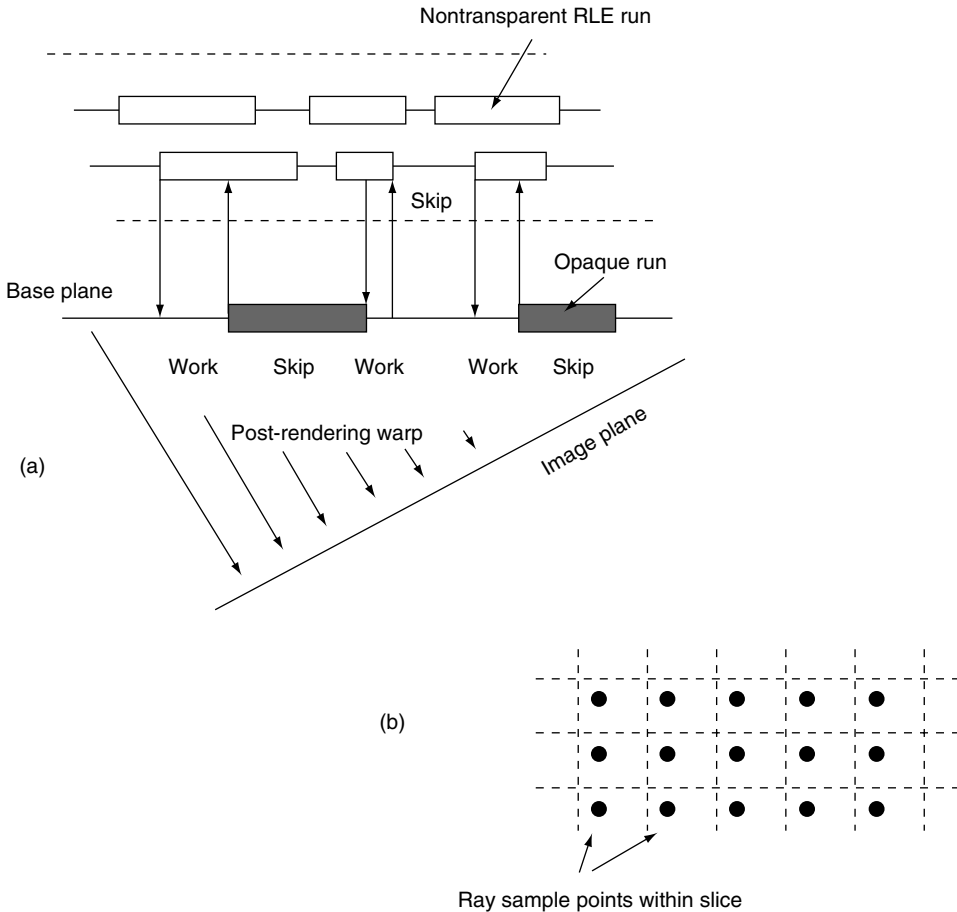 Nontransparent RLE run
Skip
Opaque run
Base plane
Work Skip Work Work Skip
Post-rendering warp
Image plane
(a)
(b)
Ray sample points within slice